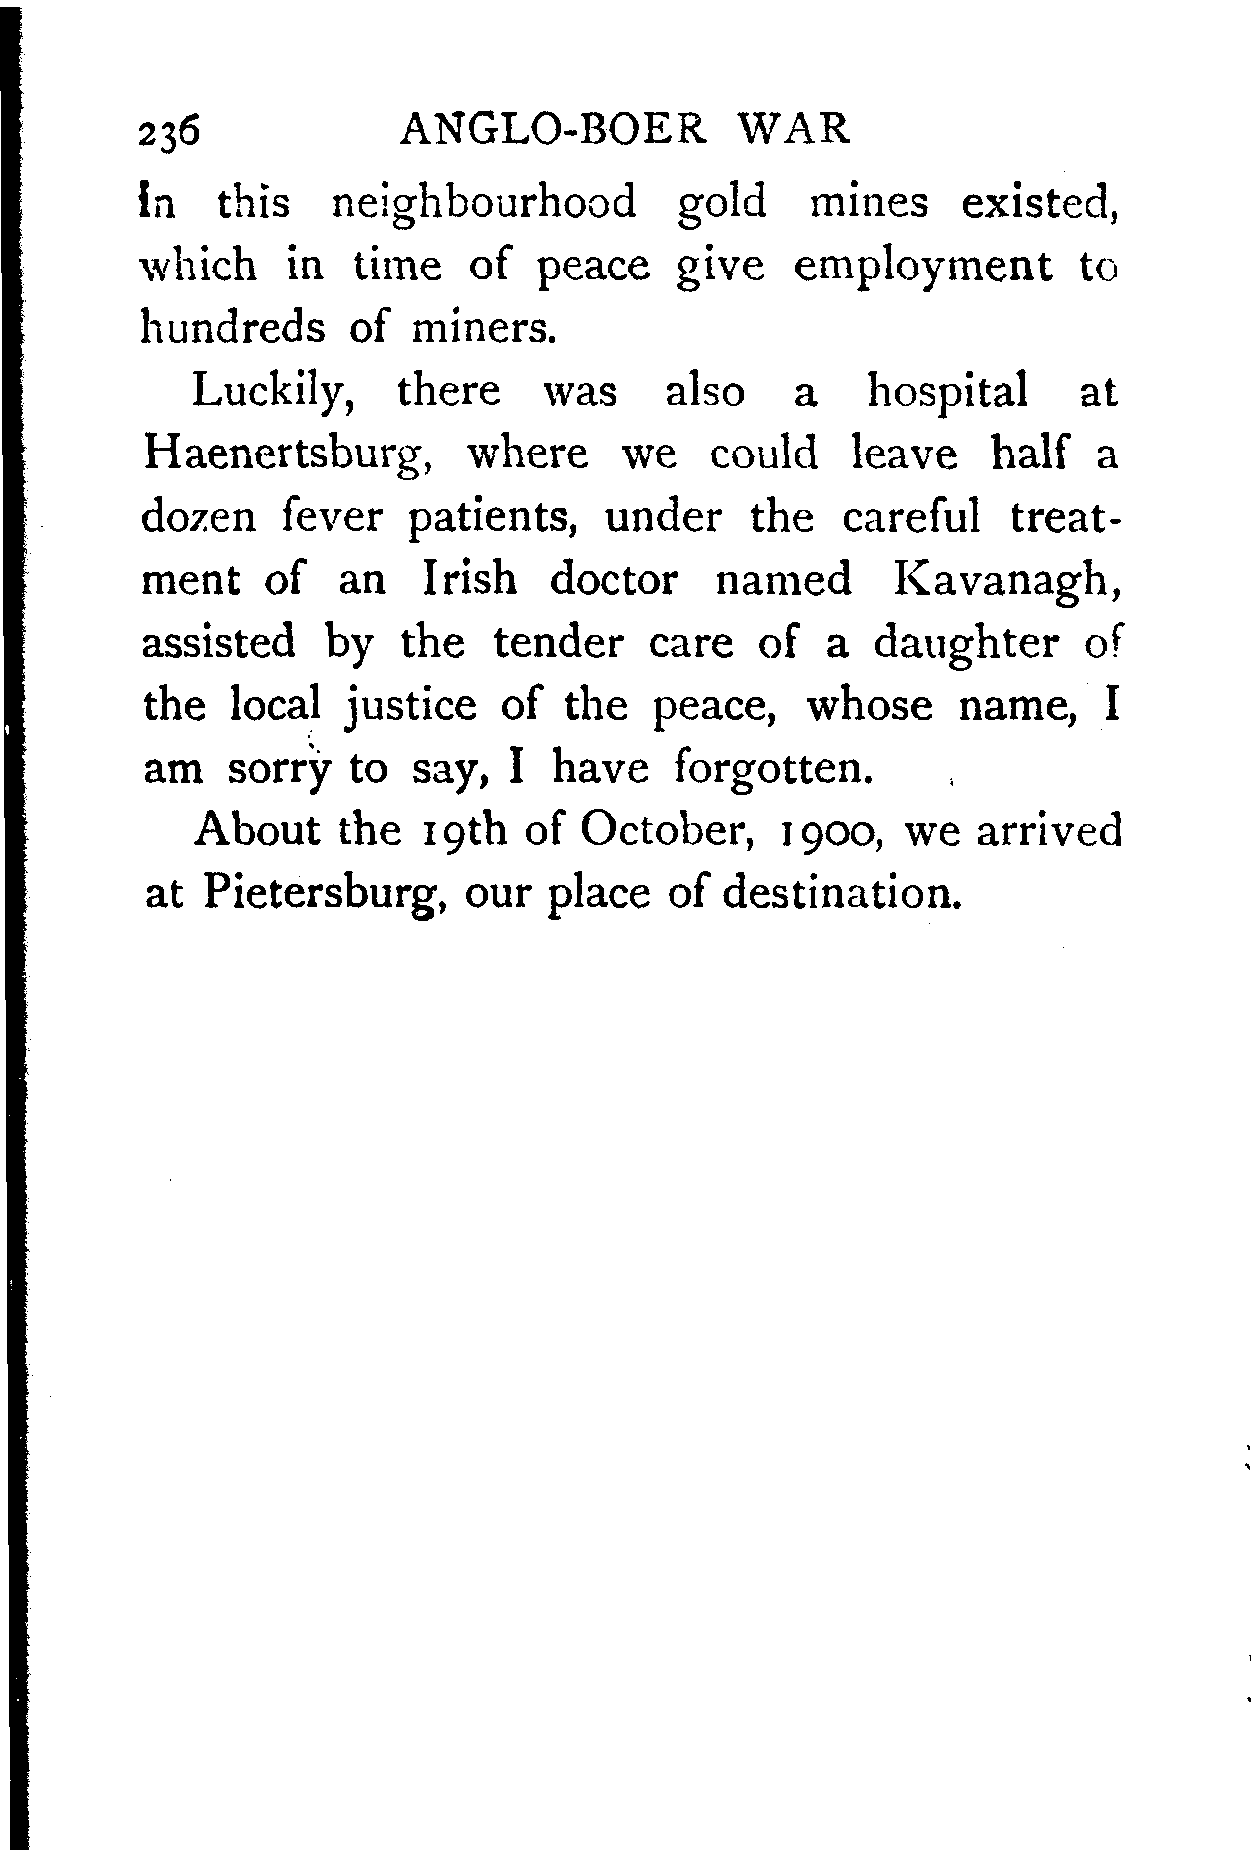 236 ANGLO-BOER WAR
In this neighbourhood gold mines existed,
which in time of peace give employment to
hundreds of miners.
Luckily, there was also a hospital at
Haenertsburg, where we could leave half a
dozen fever patients, under the careful treat-
ment of an Irish doctor named Kavanagh,
assisted by the tender care of a daughter of
the local justice of the peace, whose name, I
am sorry to say, I have forgotten.
About the 19th of October, 1900, we arrived
at Pietersburg, our place of destination.